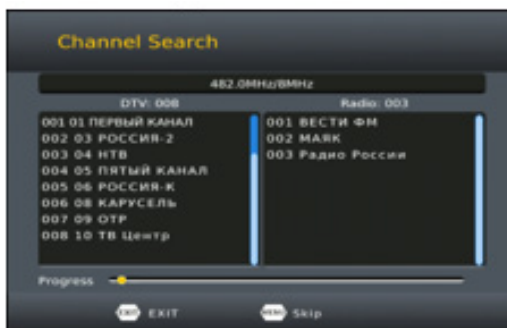 Channel Search
482.0MHz/8MHz
DTV: 008
Radio: 003
001 01 ПЕРВЫЙ КАНАЛ
002 03 РОССИЯ-2
003 04 НТВ
004 05 ПЯТЫЙ КАНАЛ
005 06 РОССИЯ-К
006 08 КАРУСЕЛЬ
007 09 ОТР
008 10 ТВ Центр
001 ВЕСТИ ФМ
002 МАЯК
003 Радио России
Progress
EXIT EXIT
MENU Skip